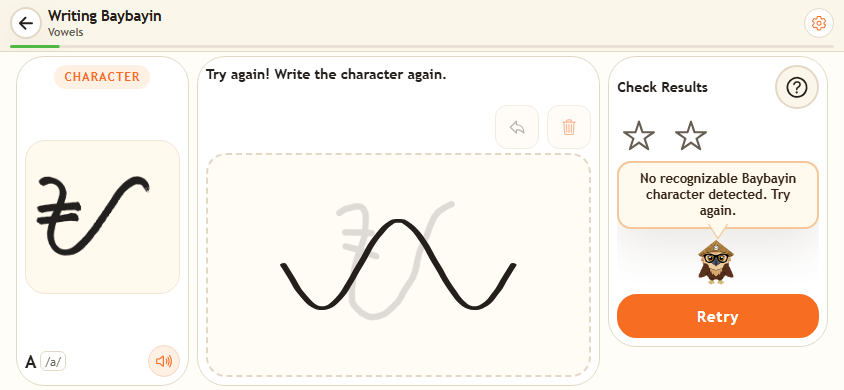 Writing Baybayin
Vowels
CHARACTER
ᜀ
A /a/
Try again! Write the character again.
Check Results
?
☆ ☆
No recognizable Baybayin
character detected. Try
again.
Retry